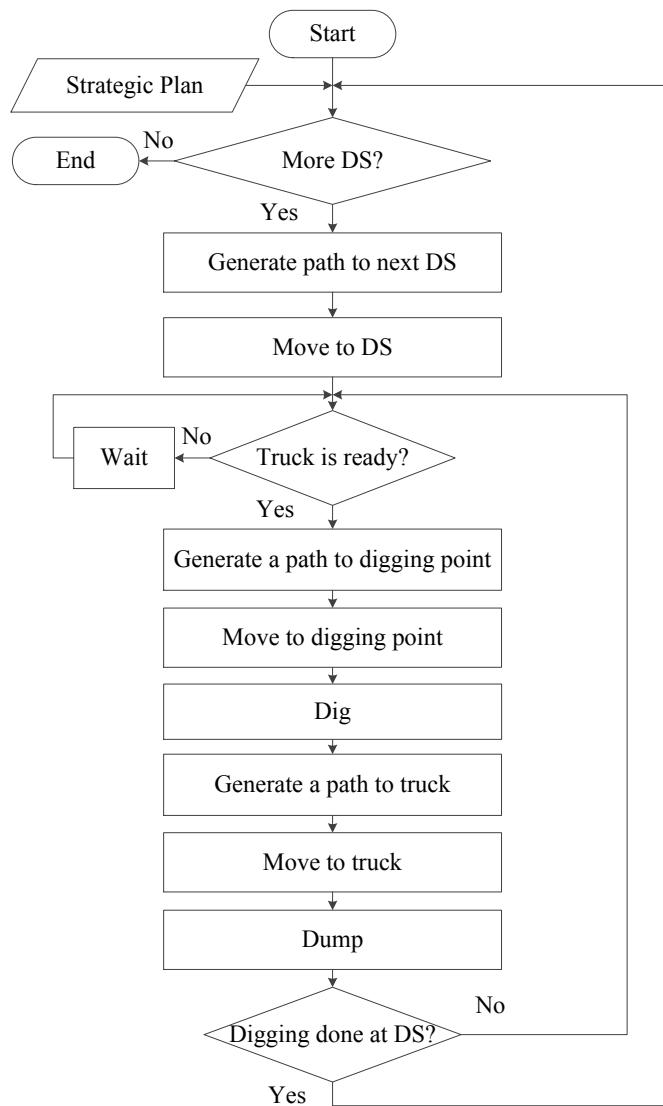 Start
Strategic Plan
No
End
More DS?
Yes
Generate path to next DS
Move to DS
No
Wait
Truck is ready?
Yes
Generate a path to digging point
Move to digging point
Dig
Generate a path to truck
Move to truck
Dump
No
Digging done at DS?
Yes